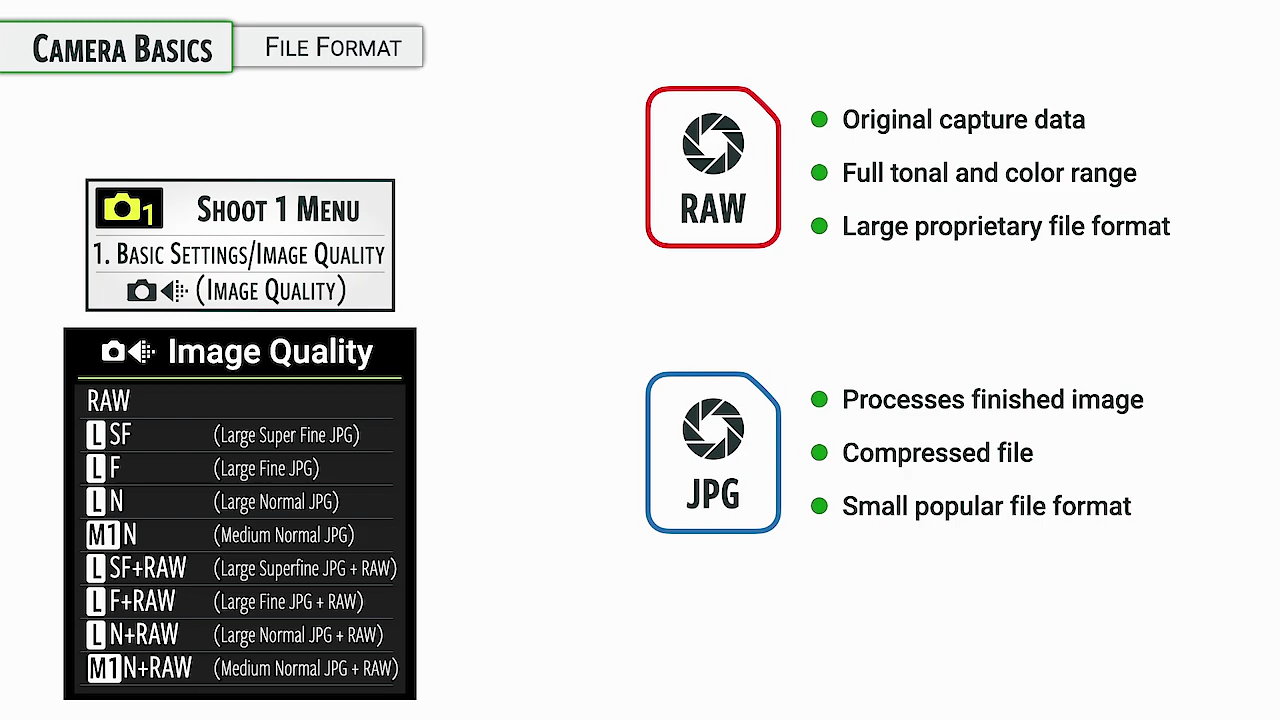 CAMERA BASICS
FILE FORMAT
1
SHOOT 1 MENU
1. BASIC SETTINGS/IMAGE QUALITY
(IMAGE QUALITY)
Image Quality
RAW
L SF (Large Super Fine JPG)
L F (Large Fine JPG)
L N (Large Normal JPG)
M1 N (Medium Normal JPG)
L SF+RAW (Large Superfine JPG + RAW)
L F+RAW (Large Fine JPG + RAW)
L N+RAW (Large Normal JPG + RAW)
M1 N+RAW (Medium Normal JPG + RAW)
RAW
Original capture data
Full tonal and color range
Large proprietary file format
JPG
Processes finished image
Compressed file
Small popular file format